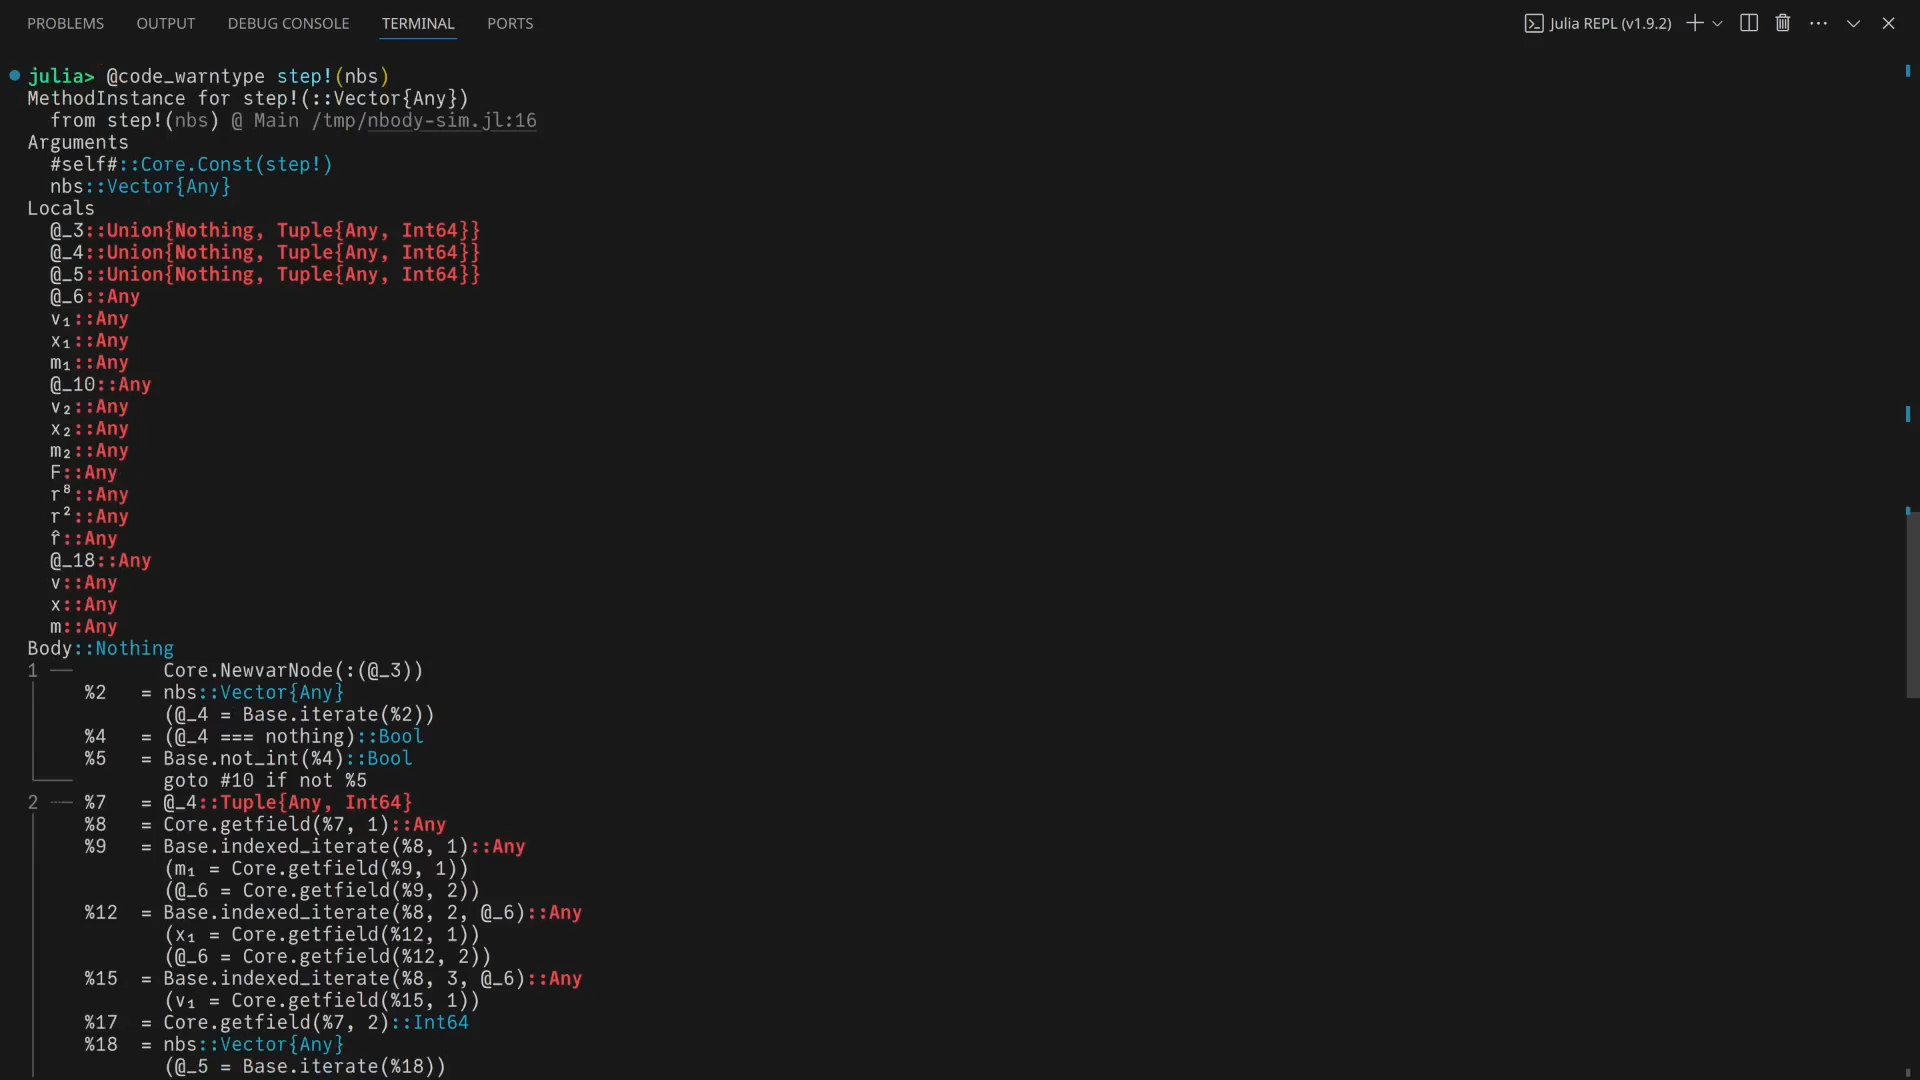 PROBLEMS OUTPUT DEBUG CONSOLE TERMINAL PORTS Julia REPL (v1.9.2)
julia> @code_warntype step!(nbs)
MethodInstance for step!(::Vector{Any})
  from step!(nbs) @ Main /tmp/nbody-sim.jl:16
Arguments
  #self#::Core.Const(step!)
  nbs::Vector{Any}
Locals
  @_3::Union{Nothing, Tuple{Any, Int64}}
  @_4::Union{Nothing, Tuple{Any, Int64}}
  @_5::Union{Nothing, Tuple{Any, Int64}}
  @_6::Any
  v₁::Any
  x₁::Any
  m₁::Any
  @_10::Any
  v₂::Any
  x₂::Any
  m₂::Any
  F::Any
  r⁸::Any
  r²::Any
  r̂::Any
  @_18::Any
  v::Any
  x::Any
  m::Any
Body::Nothing
1 ── Core.NewvarNode(:(@_3))
│    %2  = nbs::Vector{Any}
│          (@_4 = Base.iterate(%2))
│    %4  = (@_4 === nothing)::Bool
│    %5  = Base.not_int(%4)::Bool
└───       goto #10 if not %5
2 ── %7  = @_4::Tuple{Any, Int64}
│    %8  = Core.getfield(%7, 1)::Any
│    %9  = Base.indexed_iterate(%8, 1)::Any
│          (m₁ = Core.getfield(%9, 1))
│          (@_6 = Core.getfield(%9, 2))
│    %12 = Base.indexed_iterate(%8, 2, @_6)::Any
│          (x₁ = Core.getfield(%12, 1))
│          (@_6 = Core.getfield(%12, 2))
│    %15 = Base.indexed_iterate(%8, 3, @_6)::Any
│          (v₁ = Core.getfield(%15, 1))
│    %17 = Core.getfield(%7, 2)::Int64
│    %18 = nbs::Vector{Any}
│          (@_5 = Base.iterate(%18))